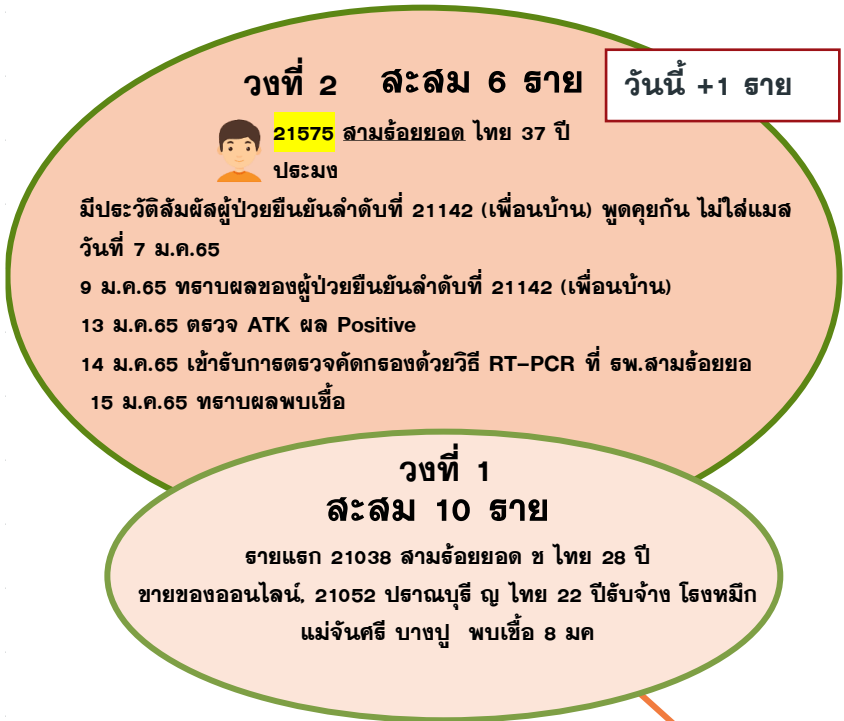 วงที่ 2 สะสม 6 ราย
วันนี้ +1 ราย
21575 สามร้อยยอด ไทย 37 ปี
ประมง
มีประวัติสัมผัสผู้ป่วยยืนยันลำดับที่ 21142 (เพื่อนบ้าน) พูดคุยกัน ไม่ใส่แมส
วันที่ 7 ม.ค.65
9 ม.ค.65 ทราบผลของผู้ป่วยยืนยันลำดับที่ 21142 (เพื่อนบ้าน)
13 ม.ค.65 ตรวจ ATK ผล Positive
14 ม.ค.65 เข้ารับการตรวจคัดกรองด้วยวิธี RT-PCR ที่ รพ.สามร้อยยอ
15 ม.ค.65 ทราบผลพบเชื้อ
วงที่ 1
สะสม 10 ราย
รายแรก 21038 สามร้อยยอด ช ไทย 28 ปี
ขายของออนไลน์, 21052 ปราณบุรี ญ ไทย 22 ปีรับจ้าง โรงหมึก
แม่จันศรี บางปู พบเชื้อ 8 มค